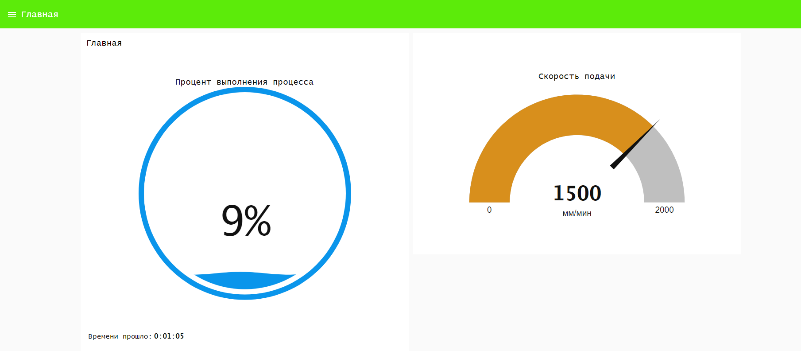 Главная
Главная
Процент выполнения процесса
9%
Времени прошло: 0:01:05
Скорость подачи
1500
мм/мин
0
2000